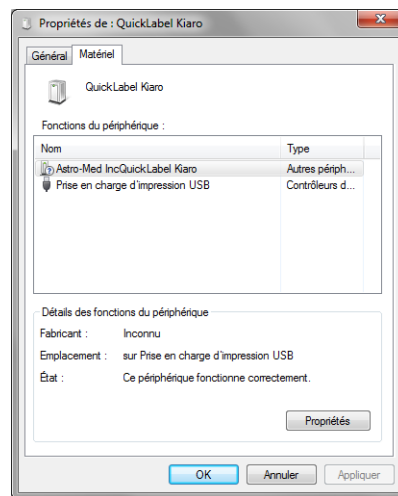 Propriétés de : QuickLabel Kiaro
Général Matériel
QuickLabel Kiaro
Fonctions du périphérique :
Nom Type
Astro-Med IncQuickLabel Kiaro Autres périph...
Prise en charge d'impression USB Contrôleurs d...
Détails des fonctions du périphérique
Fabricant : Inconnu
Emplacement : sur Prise en charge d'impression USB
État : Ce périphérique fonctionne correctement.
Propriétés
OK Annuler Appliquer